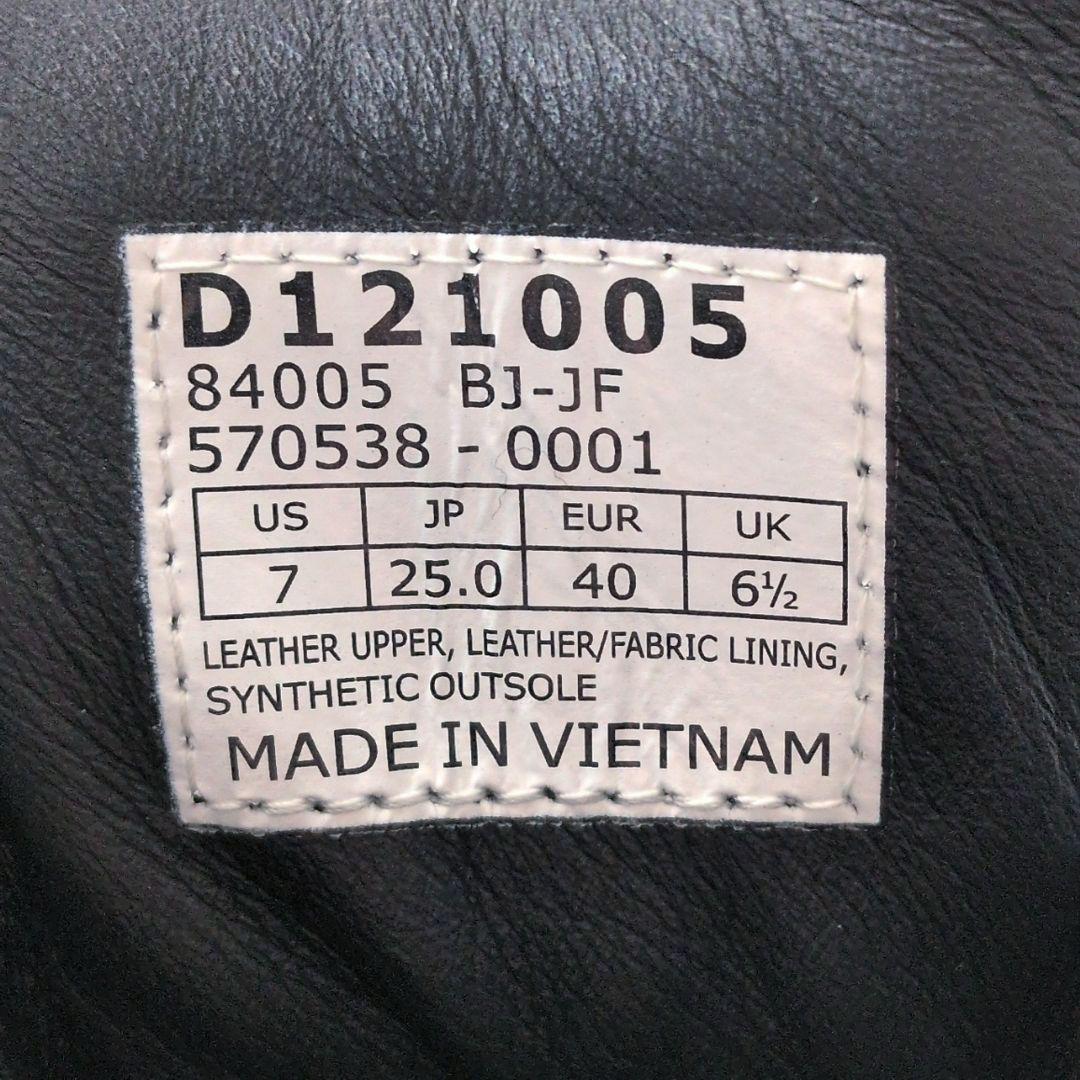 D121005
84005 BJ-JF
570538 - 0001
US JP EUR UK
7 25.0 40 6½
LEATHER UPPER, LEATHER/FABRIC LINING,
SYNTHETIC OUTSOLE
MADE IN VIETNAM